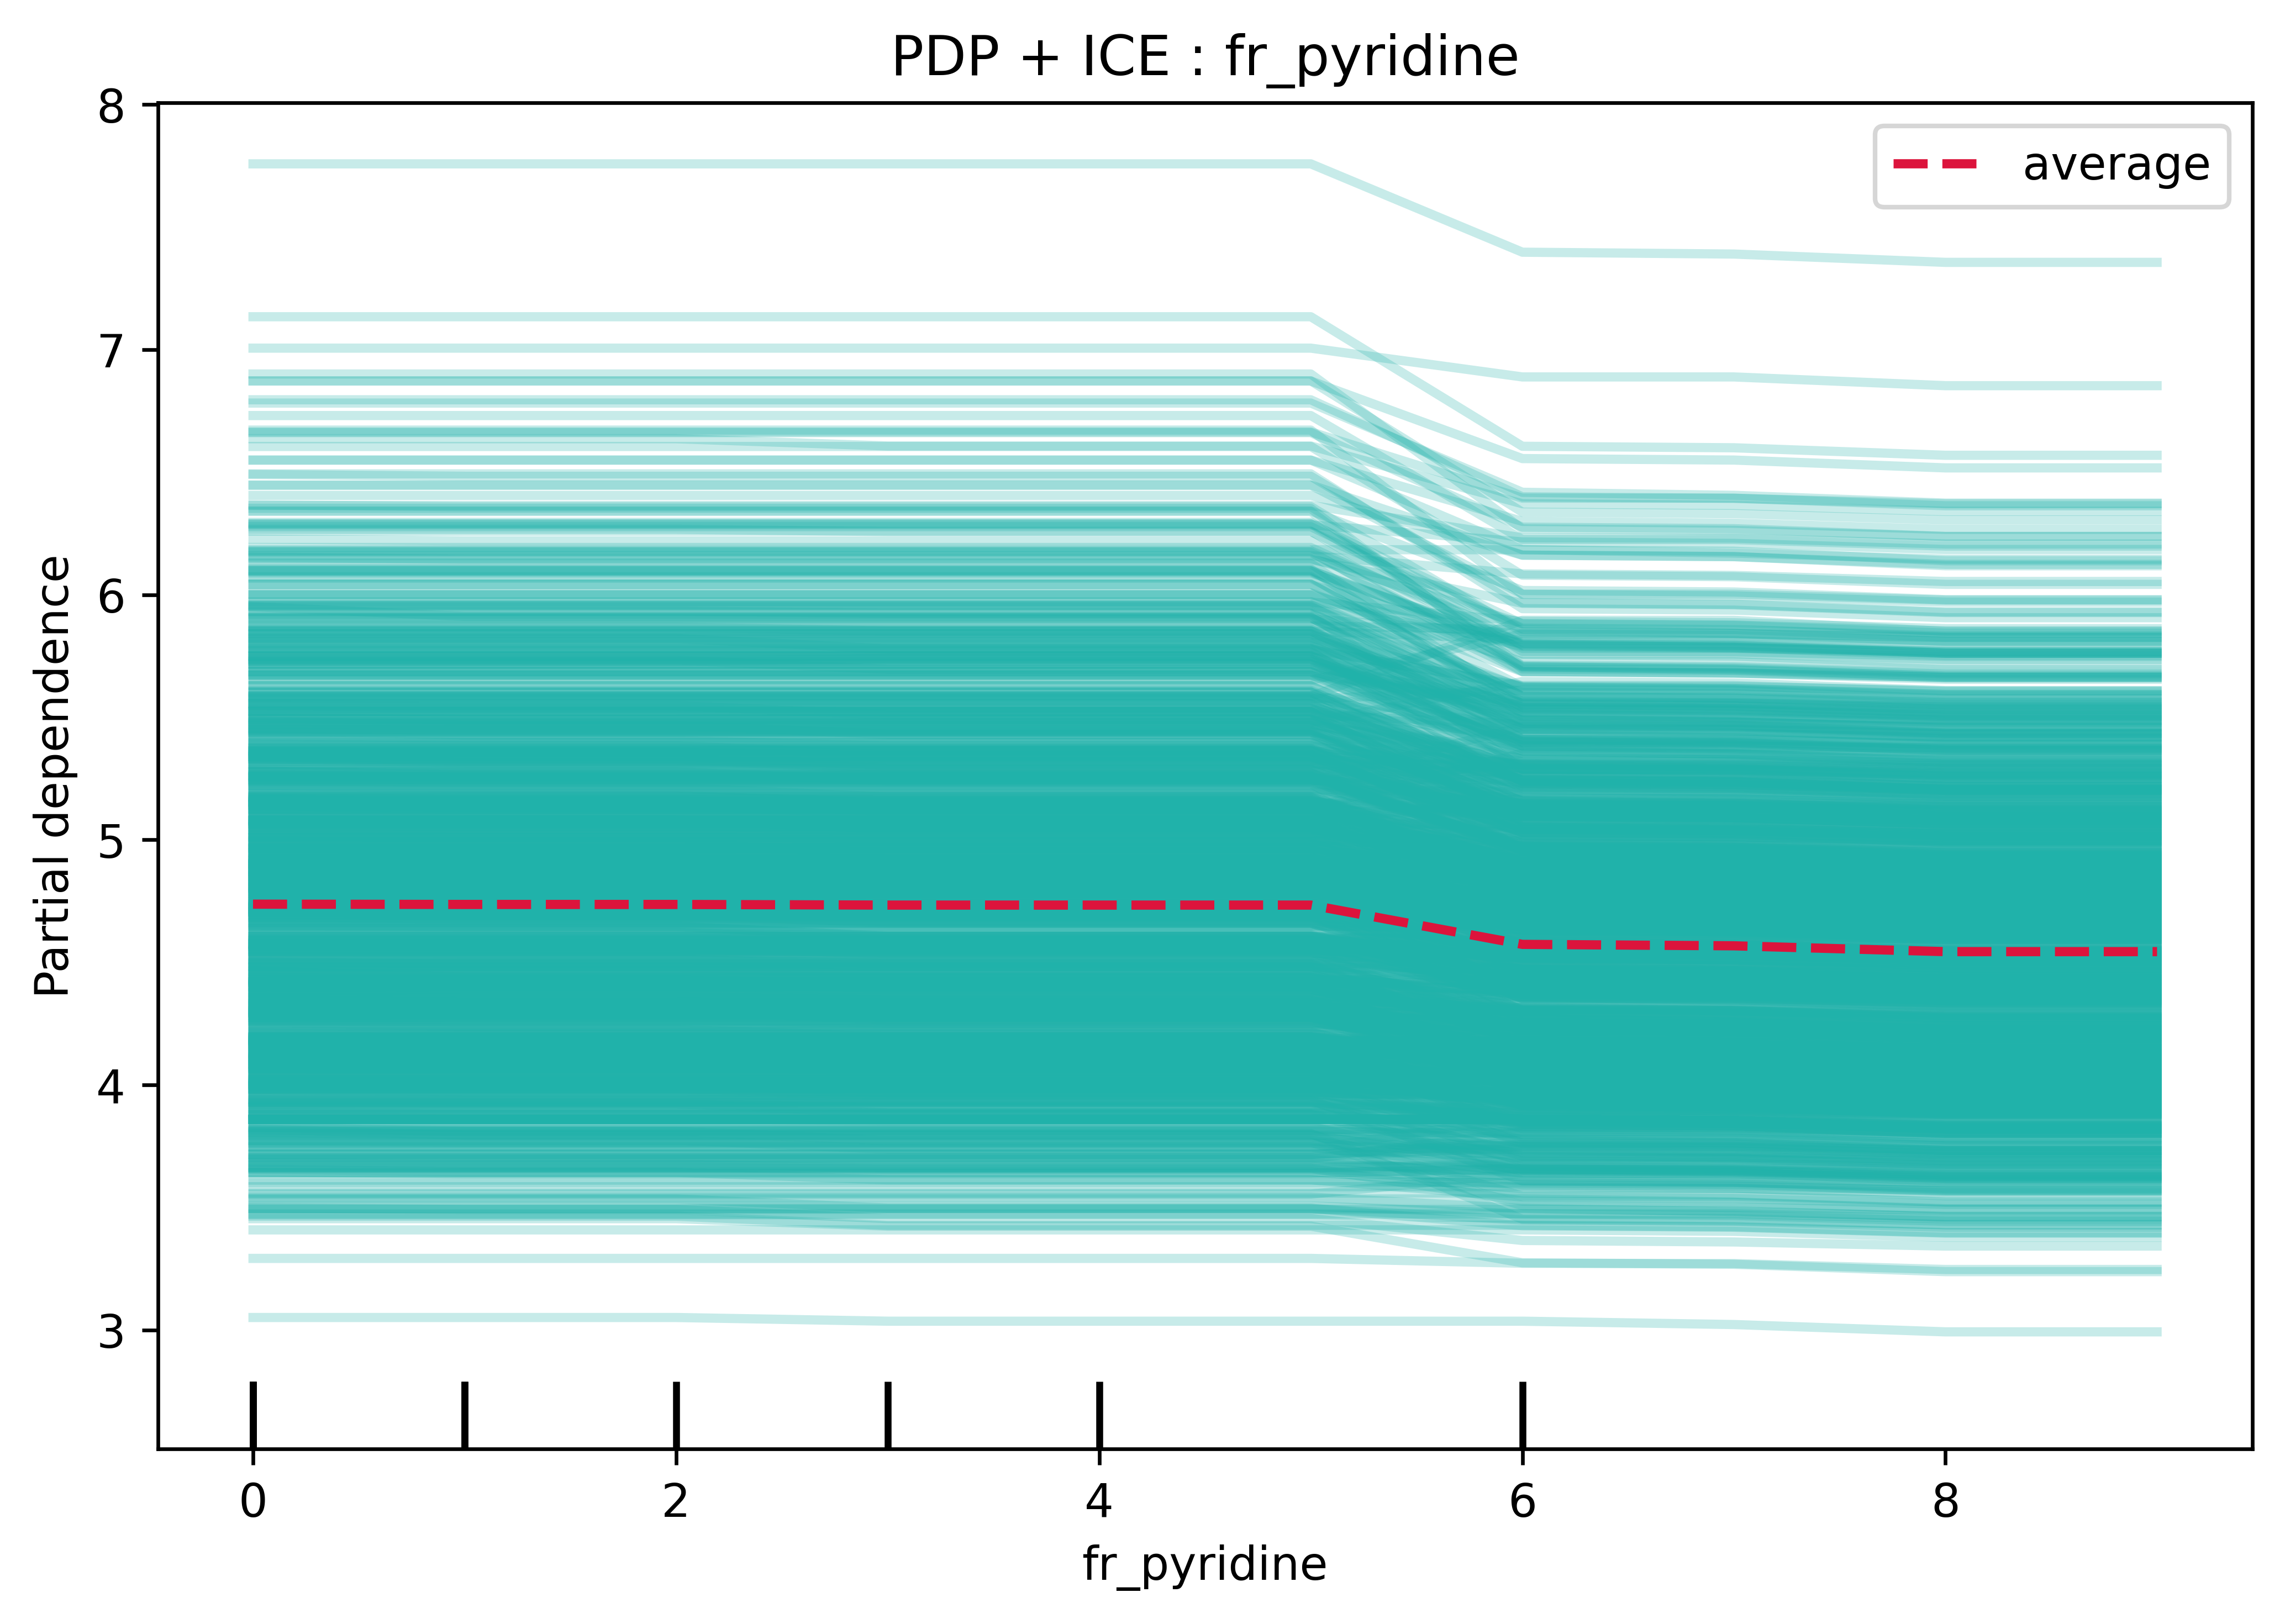 PDP + ICE : fr_pyridine
average
Partial dependence
8
7
6
5
4
3
0 2 4 6 8
fr_pyridine